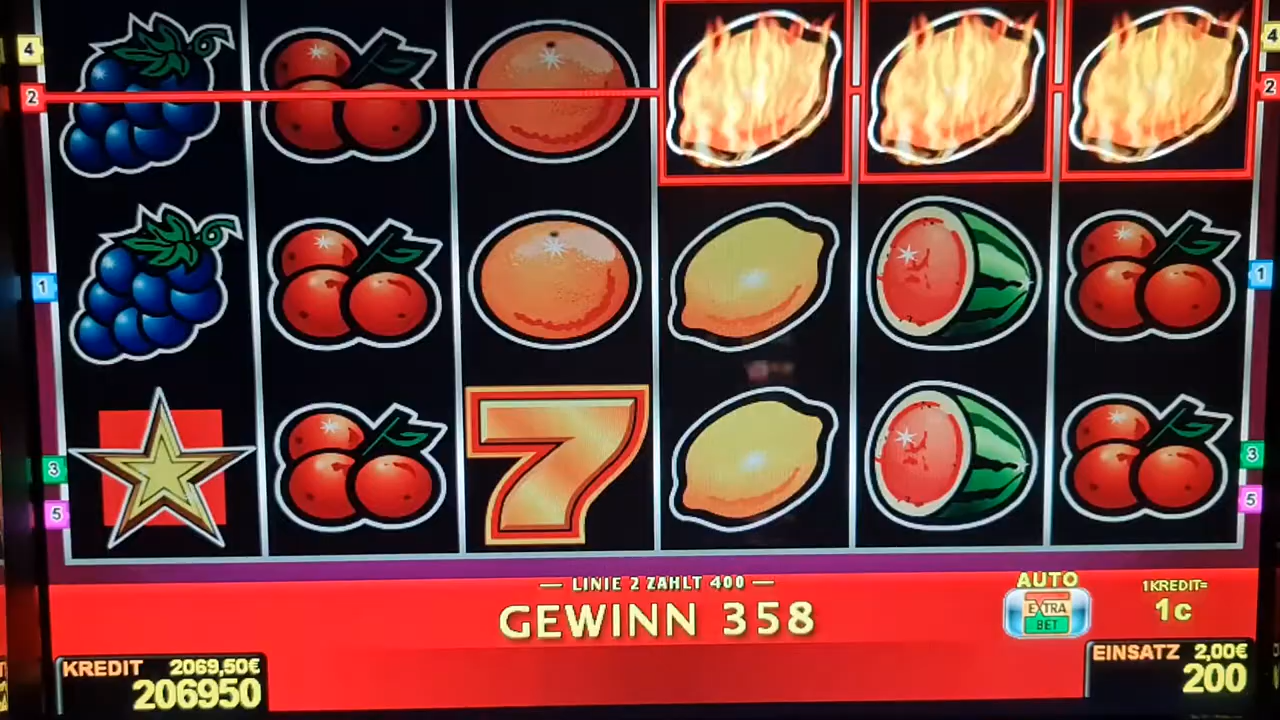 4
4
2
2
7
1
1
3
3
5
5
— LINIE 2 ZAHLT 400 —
GEWINN 358
AUTO
EXTRA
BET
1KREDIT=
1c
KREDIT 2069,50€
206950
EINSATZ 2,00€
200